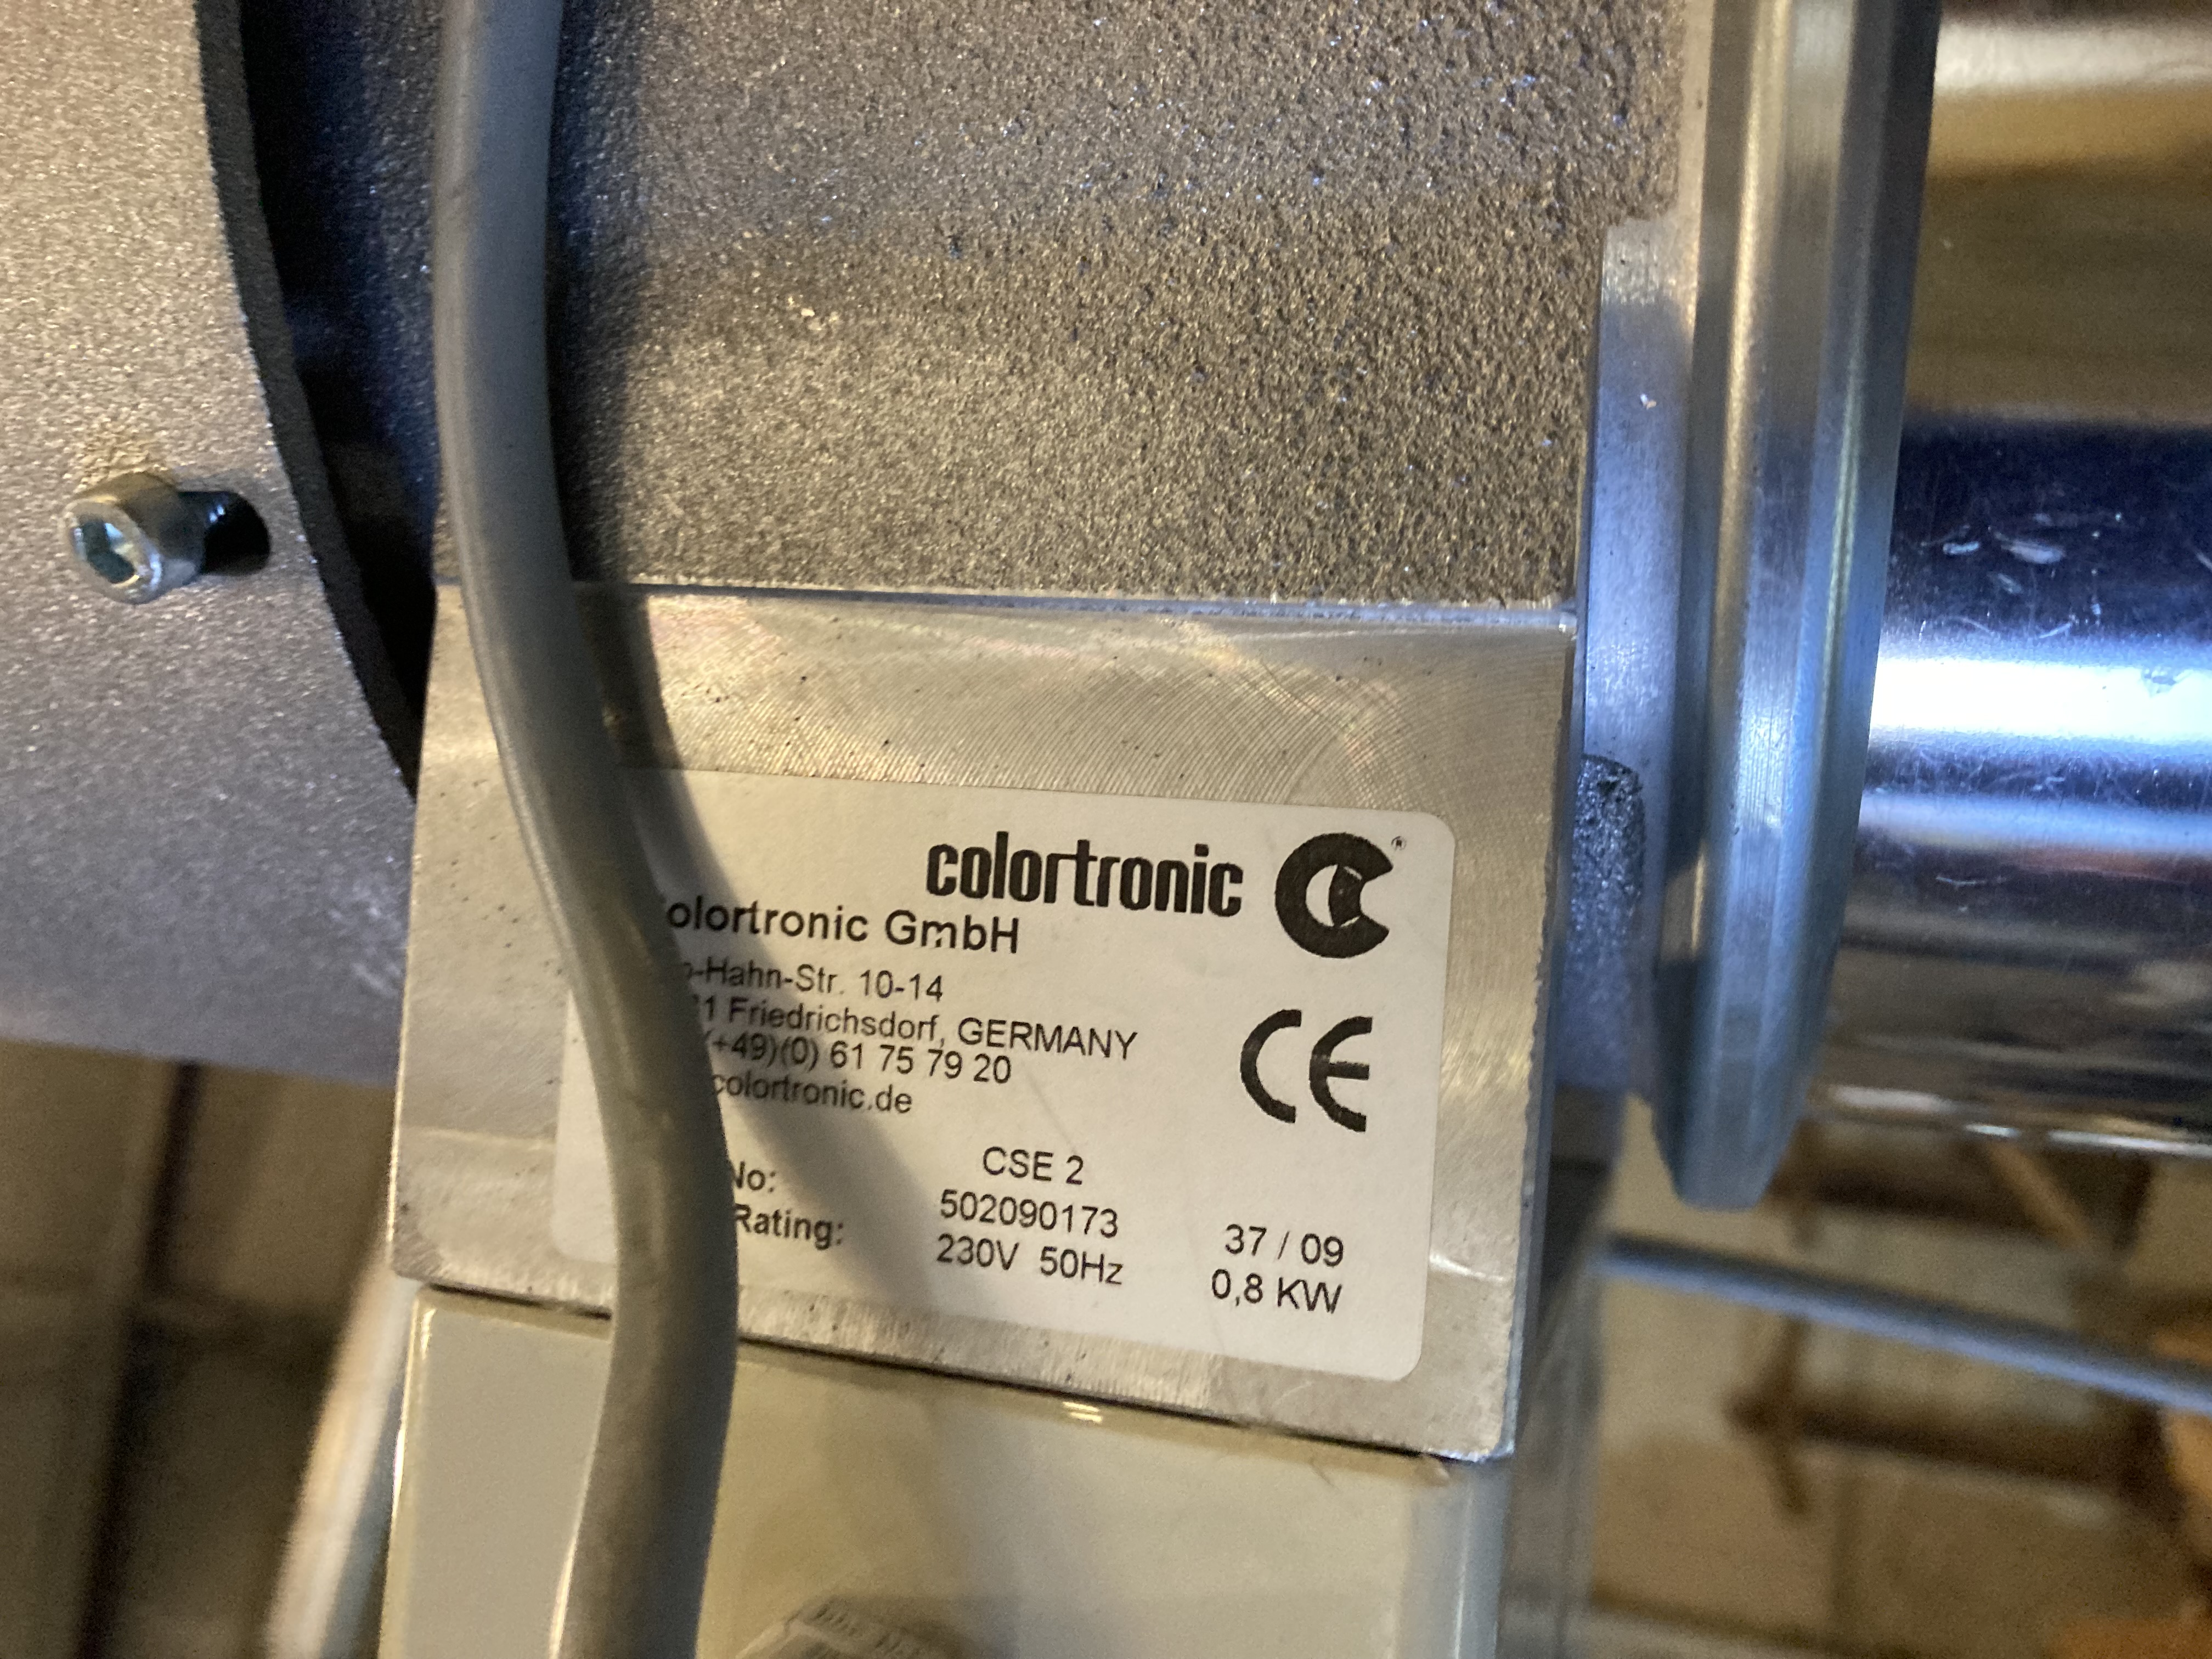 colortronic ®
olortronic GmbH
o-Hahn-Str. 10-14
1 Friedrichsdorf, GERMANY
(+49)(0) 61 75 79 20
colortronic.de
CE
CSE 2
No: 502090173 37 / 09
Rating: 230V 50Hz 0,8 KW